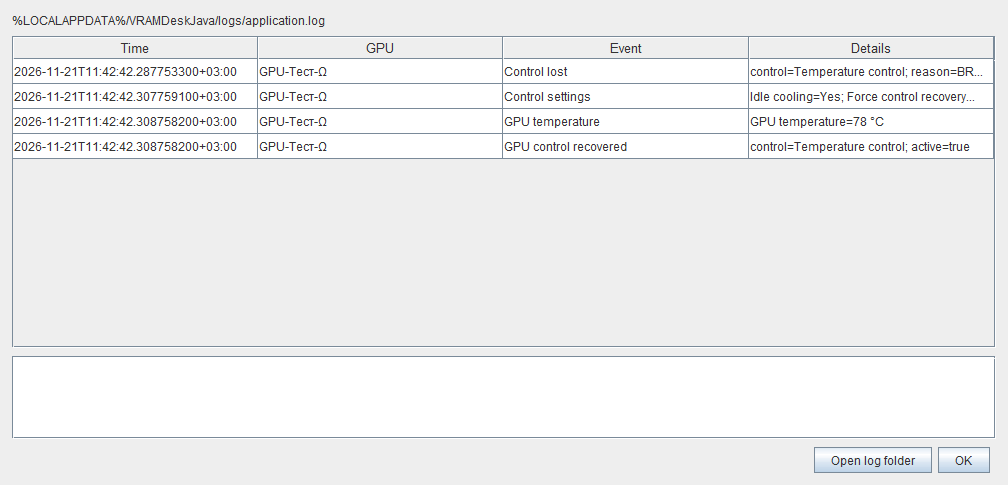 %LOCALAPPDATA%/VRAMDeskJava/logs/application.log
Time GPU Event Details
2026-11-21T11:42:42.287753300+03:00 GPU-Тест-Ω Control lost control=Temperature control; reason=BR...
2026-11-21T11:42:42.307759100+03:00 GPU-Тест-Ω Control settings Idle cooling=Yes; Force control recovery...
2026-11-21T11:42:42.308758200+03:00 GPU-Тест-Ω GPU temperature GPU temperature=78 °C
2026-11-21T11:42:42.308758200+03:00 GPU-Тест-Ω GPU control recovered control=Temperature control; active=true
Open log folder OK